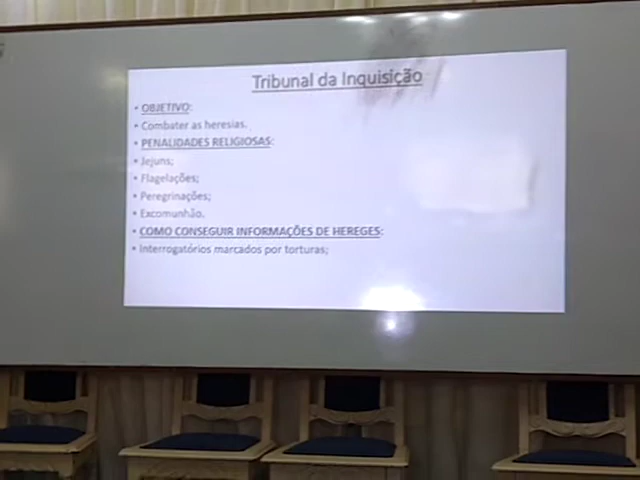 Tribunal da Inquisição
• OBJETIVO:
• Combater as heresias.
• PENALIDADES RELIGIOSAS:
• Jejuns;
• Flagelações;
• Peregrinações;
• Excomunhão.
• COMO CONSEGUIR INFORMAÇÕES DE HEREGES:
• Interrogatórios marcados por torturas;